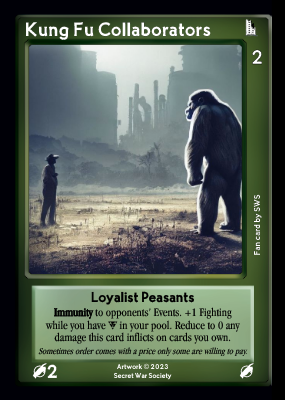 Kung Fu Collaborators
2
Fan card by SWS
Loyalist Peasants
Immunity to opponents' Events. +1 Fighting
while you have in your pool. Reduce to 0 any
damage this card inflicts on cards you own.
Sometimes order comes with a price only some are willing to pay.
2
Artwork © 2023
Secret War Society